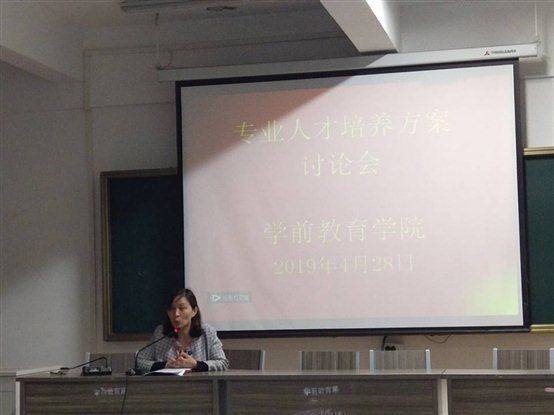 专业人才培养方案
讨论会
学前教育学院
2019年4月28日